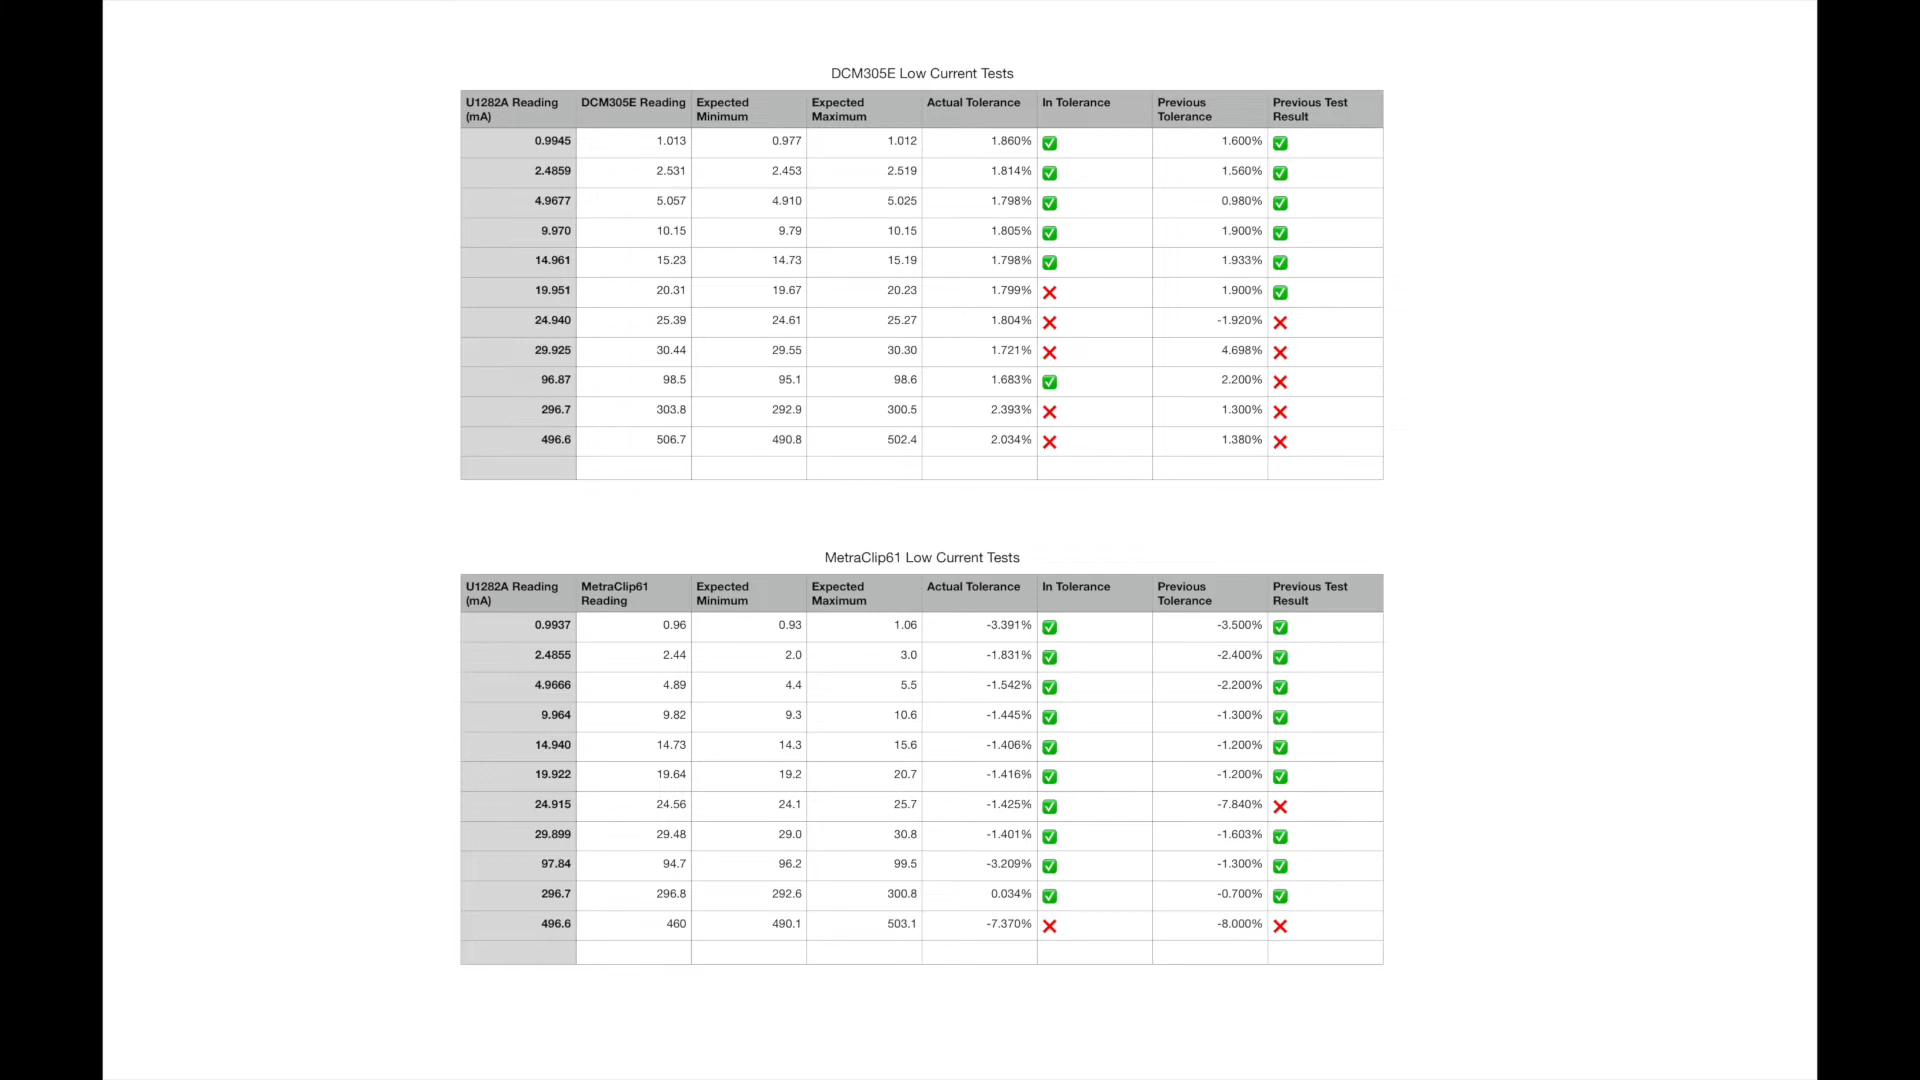 DCM305E Low Current Tests
U1282A Reading (mA) DCM305E Reading Expected Minimum Expected Maximum Actual Tolerance In Tolerance Previous Tolerance Previous Test Result
0.9945 1.013 0.977 1.012 1.860% ✅ 1.600% ✅
2.4859 2.531 2.453 2.519 1.814% ✅ 1.560% ✅
4.9677 5.057 4.910 5.025 1.798% ✅ 0.980% ✅
9.970 10.15 9.79 10.15 1.805% ✅ 1.900% ✅
14.961 15.23 14.73 15.19 1.798% ✅ 1.933% ✅
19.951 20.31 19.67 20.23 1.799% ❌ 1.900% ✅
24.940 25.39 24.61 25.27 1.804% ❌ -1.920% ❌
29.925 30.44 29.55 30.30 1.721% ❌ 4.698% ❌
96.87 98.5 95.1 98.6 1.683% ✅ 2.200% ❌
296.7 303.8 292.9 300.5 2.393% ❌ 1.300% ❌
496.6 506.7 490.8 502.4 2.034% ❌ 1.380% ❌
MetraClip61 Low Current Tests
U1282A Reading (mA) MetraClip61 Reading Expected Minimum Expected Maximum Actual Tolerance In Tolerance Previous Tolerance Previous Test Result
0.9937 0.96 0.93 1.06 -3.391% ✅ -3.500% ✅
2.4855 2.44 2.0 3.0 -1.831% ✅ -2.400% ✅
4.9666 4.89 4.4 5.5 -1.542% ✅ -2.200% ✅
9.964 9.82 9.3 10.6 -1.445% ✅ -1.300% ✅
14.940 14.73 14.3 15.6 -1.406% ✅ -1.200% ✅
19.922 19.64 19.2 20.7 -1.416% ✅ -1.200% ✅
24.915 24.56 24.1 25.7 -1.425% ✅ -7.840% ❌
29.899 29.48 29.0 30.8 -1.401% ✅ -1.603% ✅
97.84 94.7 96.2 99.5 -3.209% ✅ -1.300% ✅
296.7 296.8 292.6 300.8 0.034% ✅ -0.700% ✅
496.6 460 490.1 503.1 -7.370% ❌ -8.000% ❌